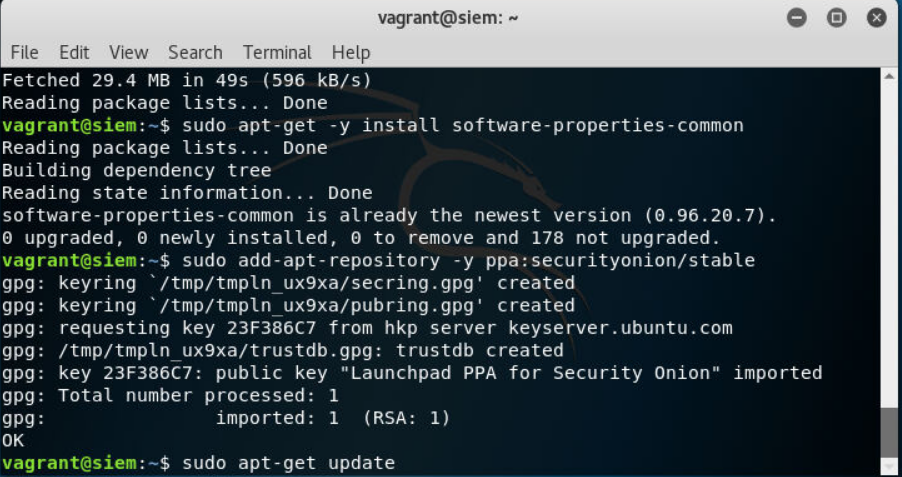 vagrant@siem: ~
File Edit View Search Terminal Help
Fetched 29.4 MB in 49s (596 kB/s)
Reading package lists... Done
vagrant@siem:~$ sudo apt-get -y install software-properties-common
Reading package lists... Done
Building dependency tree
Reading state information... Done
software-properties-common is already the newest version (0.96.20.7).
0 upgraded, 0 newly installed, 0 to remove and 178 not upgraded.
vagrant@siem:~$ sudo add-apt-repository -y ppa:securityonion/stable
gpg: keyring `/tmp/tmpln_ux9xa/secring.gpg' created
gpg: keyring `/tmp/tmpln_ux9xa/pubring.gpg' created
gpg: requesting key 23F386C7 from hkp server keyserver.ubuntu.com
gpg: /tmp/tmpln_ux9xa/trustdb.gpg: trustdb created
gpg: key 23F386C7: public key "Launchpad PPA for Security Onion" imported
gpg: Total number processed: 1
gpg:               imported: 1  (RSA: 1)
OK
vagrant@siem:~$ sudo apt-get update